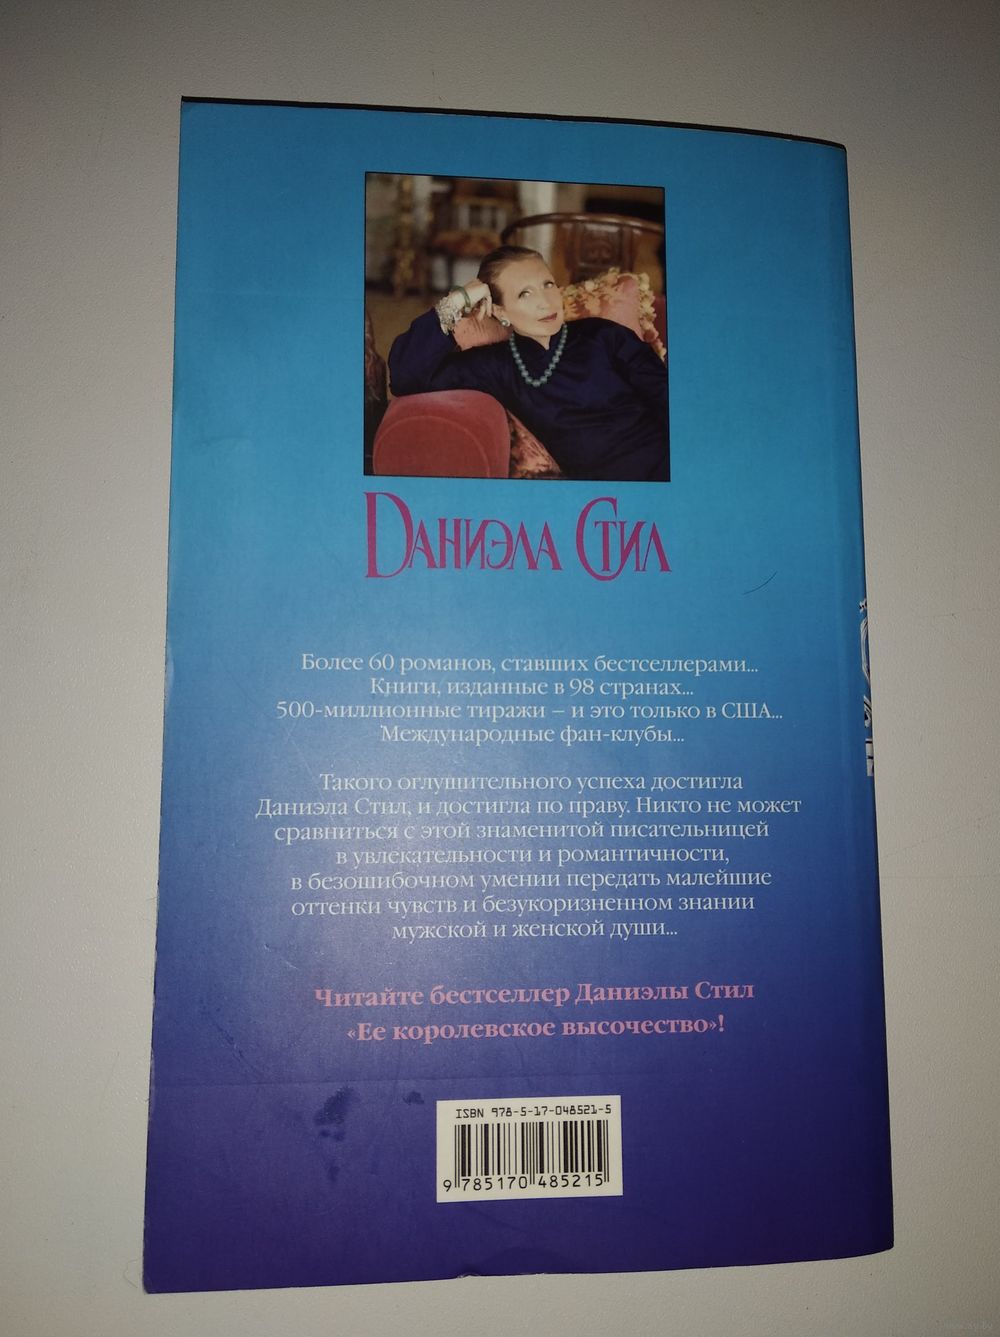 Даниэла Стил
Более 60 романов, ставших бестселлерами...
Книги, изданные в 98 странах...
500-миллионные тиражи – и это только в США...
Международные фан-клубы...
Такого оглушительного успеха достигла
Даниэла Стил, и достигла по праву. Никто не может
сравниться с этой знаменитой писательницей
в увлекательности и романтичности,
в безошибочном умении передать малейшие
оттенки чувств и безукоризненном знании
мужской и женской души...
Читайте бестселлер Даниэлы Стил
«Ее королевское высочество»!
ISBN 978-5-17-048521-5
9 785170 485215